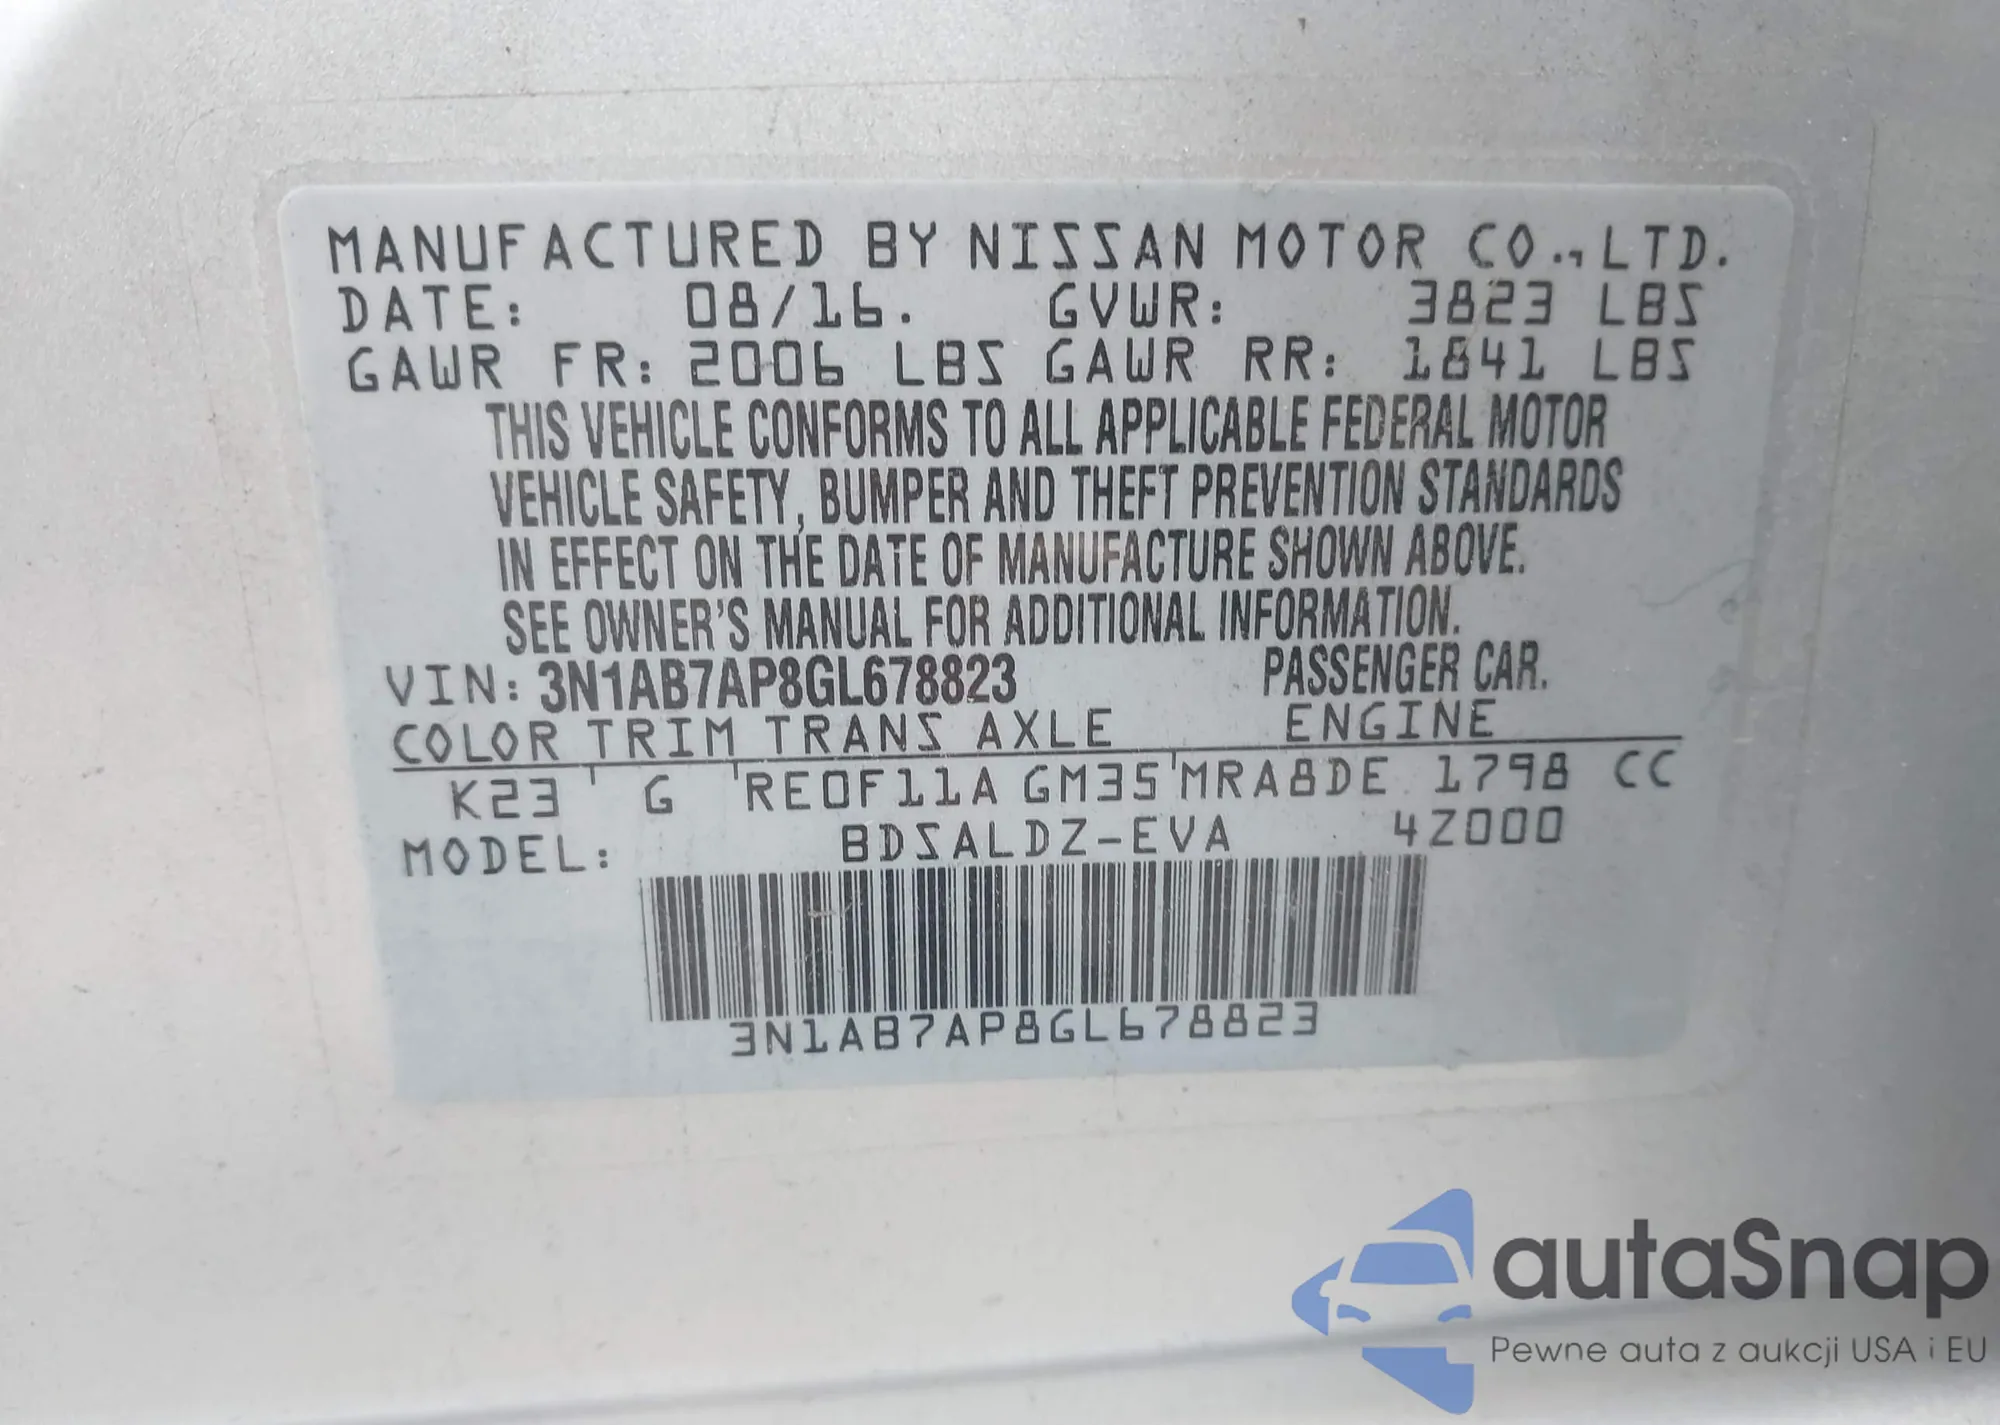 MANUFACTURED BY NISSAN MOTOR CO.,LTD.
DATE: 08/16. GVWR: 3823 LBS
GAWR FR: 2006 LBS GAWR RR: 1841 LBS
THIS VEHICLE CONFORMS TO ALL APPLICABLE FEDERAL MOTOR
VEHICLE SAFETY, BUMPER AND THEFT PREVENTION STANDARDS
IN EFFECT ON THE DATE OF MANUFACTURE SHOWN ABOVE.
SEE OWNER'S MANUAL FOR ADDITIONAL INFORMATION.
VIN: 3N1AB7AP8GL678823 PASSENGER CAR.
COLOR TRIM TRANS AXLE ENGINE
K23 G RE0F11A GM35 MRA8DE 1798 CC
MODEL: BDSALDZ-EVA 4Z000
3N1AB7AP8GL678823
autaSnap
Pewne auta z aukcji USA i EU